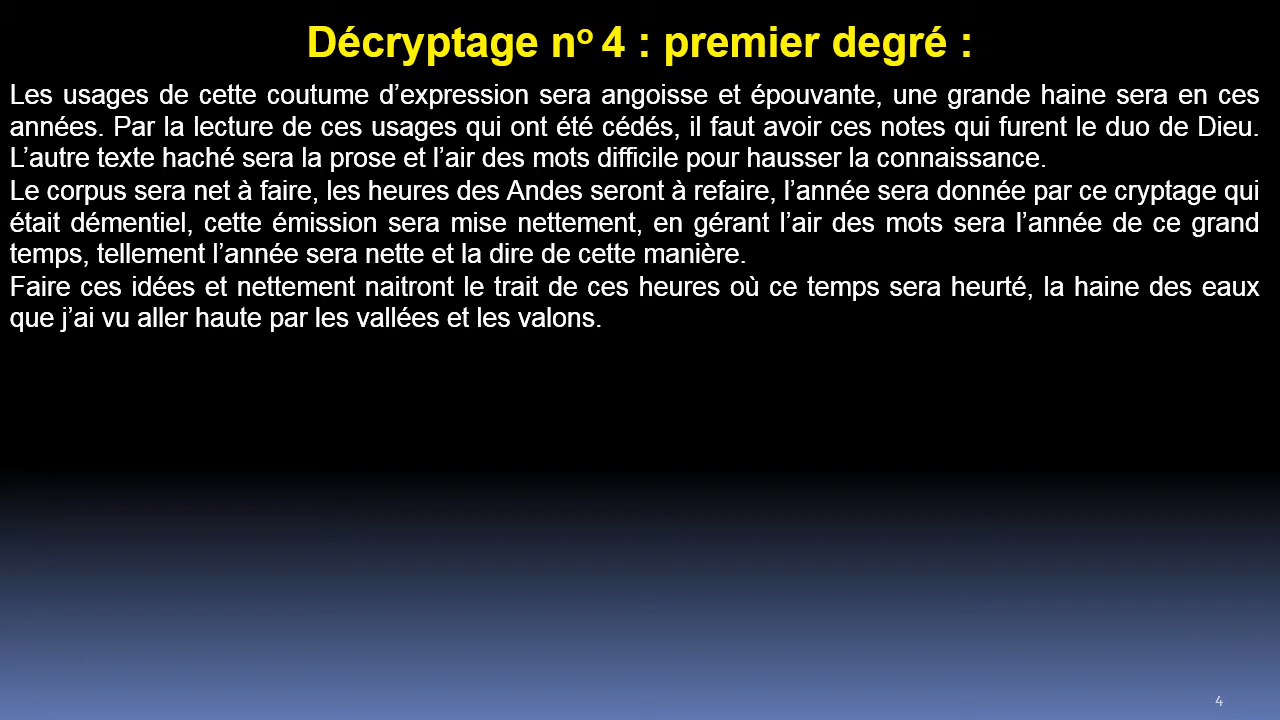 Décryptage nº 4 : premier degré :
Les usages de cette coutume d’expression sera angoisse et épouvante, une grande haine sera en ces
années. Par la lecture de ces usages qui ont été cédés, il faut avoir ces notes qui furent le duo de Dieu.
L’autre texte haché sera la prose et l’air des mots difficile pour hausser la connaissance.
Le corpus sera net à faire, les heures des Andes seront à refaire, l’année sera donnée par ce cryptage qui
était démentiel, cette émission sera mise nettement, en gérant l’air des mots sera l’année de ce grand
temps, tellement l’année sera nette et la dire de cette manière.
Faire ces idées et nettement naitront le trait de ces heures où ce temps sera heurté, la haine des eaux
que j’ai vu aller haute par les vallées et les valons.
4